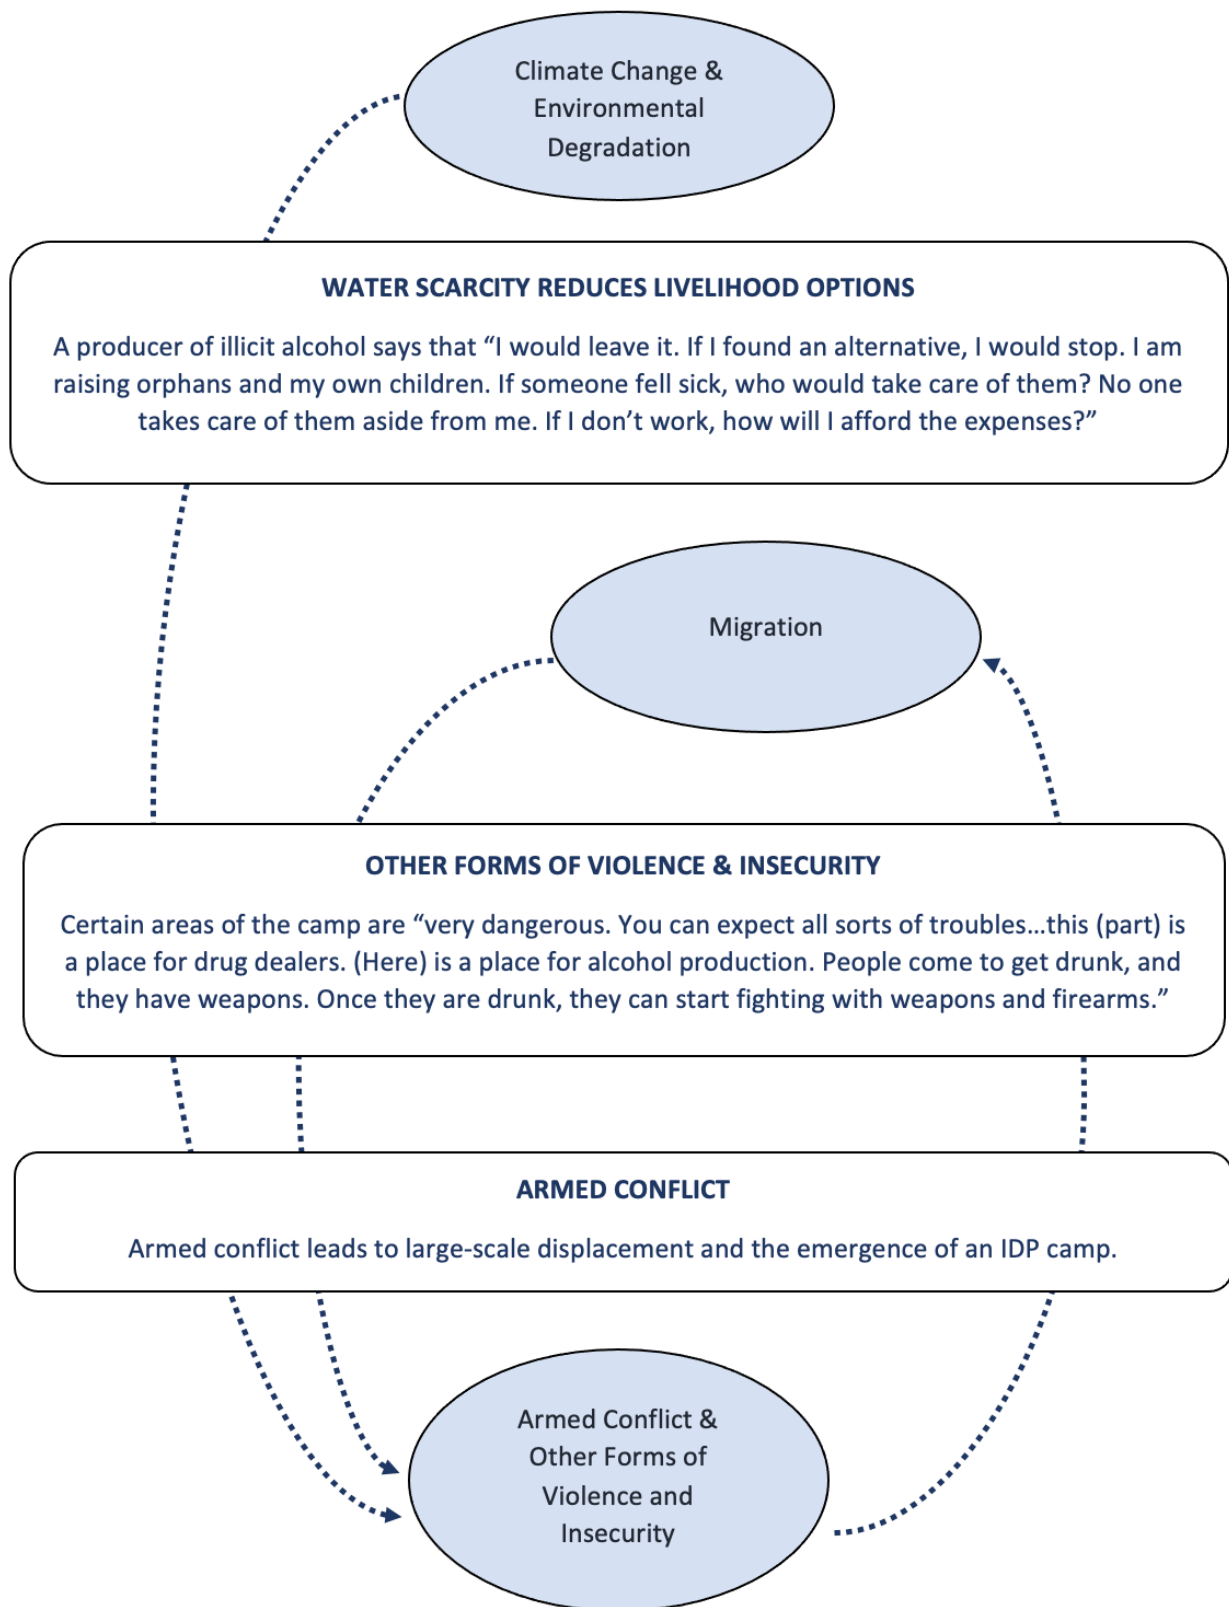 Climate Change &
Environmental
Degradation
WATER SCARCITY REDUCES LIVELIHOOD OPTIONS
A producer of illicit alcohol says that “I would leave it. If I found an alternative, I would stop. I am
raising orphans and my own children. If someone fell sick, who would take care of them? No one
takes care of them aside from me. If I don’t work, how will I afford the expenses?”
Migration
OTHER FORMS OF VIOLENCE & INSECURITY
Certain areas of the camp are “very dangerous. You can expect all sorts of troubles…this (part) is
a place for drug dealers. (Here) is a place for alcohol production. People come to get drunk, and
they have weapons. Once they are drunk, they can start fighting with weapons and firearms.”
ARMED CONFLICT
Armed conflict leads to large-scale displacement and the emergence of an IDP camp.
Armed Conflict &
Other Forms of
Violence and
Insecurity